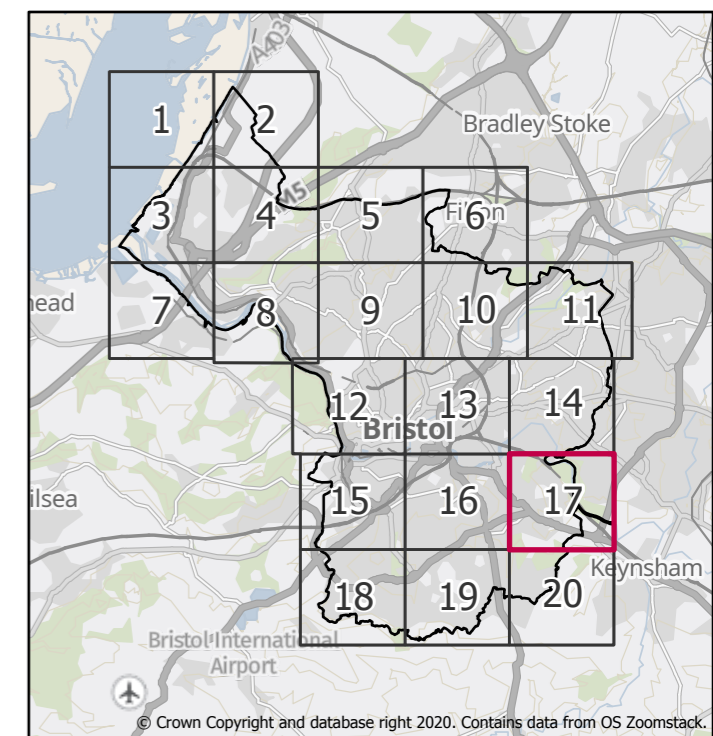 A403
1
2
Bradley Stoke
M5
3
4
5
Filton
6
head
7
8
9
10
11
12
13
14
Bristol
ilsea
15
16
17
Keynsham
18
19
20
Bristol International
Airport
© Crown Copyright and database right 2020. Contains data from OS Zoomstack.